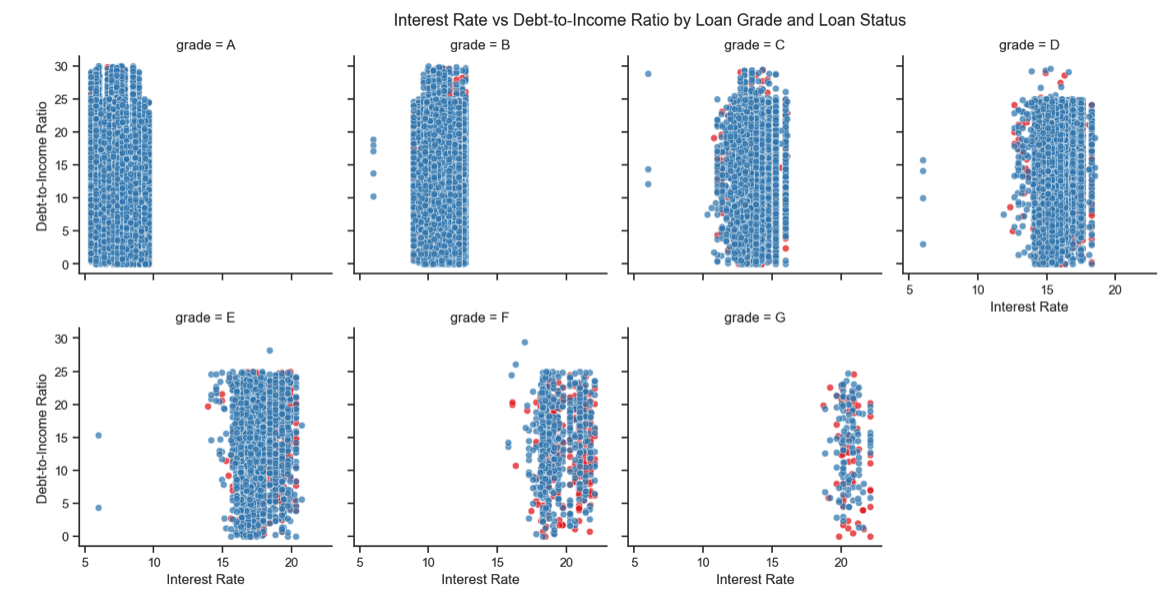 Interest Rate vs Debt-to-Income Ratio by Loan Grade and Loan Status
grade = A
grade = B
grade = C
grade = D
30
25
20
15
10
5
0
Debt-to-Income Ratio
5 10 15 20
Interest Rate
grade = E
grade = F
grade = G
30
25
20
15
10
5
0
Debt-to-Income Ratio
5 10 15 20
5 10 15 20
5 10 15 20
Interest Rate
Interest Rate
Interest Rate